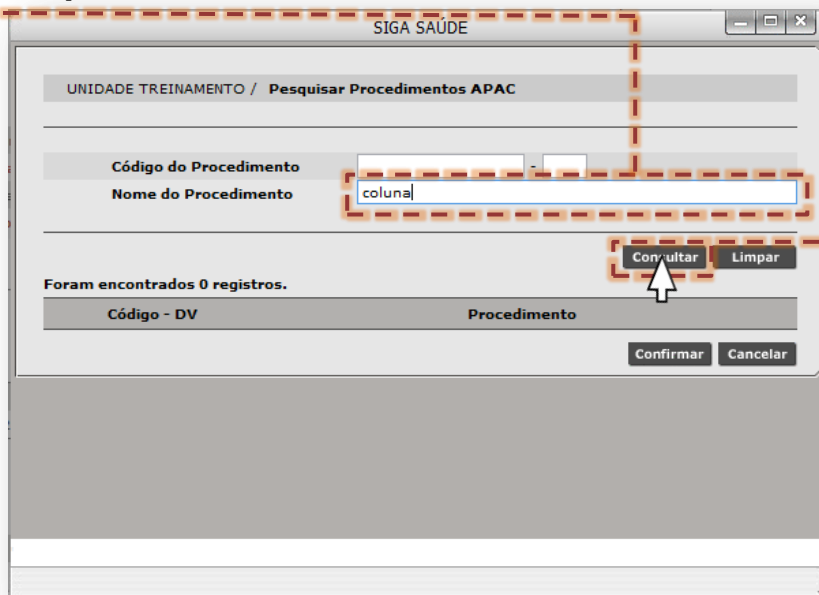 SIGA SAÚDE
UNIDADE TREINAMENTO / Pesquisar Procedimentos APAC
Código do Procedimento -
Nome do Procedimento coluna
Consultar Limpar
Foram encontrados 0 registros.
Código - DV Procedimento
Confirmar Cancelar